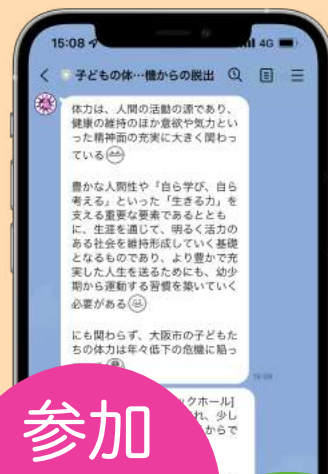 15:08
4G
子どもの体…機からの脱出
体力は、人間の活動の源であり、
健康の維持のほか意欲や気力とい
った精神面の充実に大きく関わっ
ている
豊かな人間性や「自ら学び、自ら
考える」といった「生きる力」を
支える重要な要素であるととも
に、生涯を通じて、明るく活力の
ある社会を維持形成していく基礎
となるものであり、より豊かで充
実した人生を送るためにも、幼少
期から運動する習慣を築いていく
必要がある
にも関わらず、大阪市の子どもた
ちの体力は年々低下の危機に陥っ
15:08
ックホール]
れ、少し
からで
参加